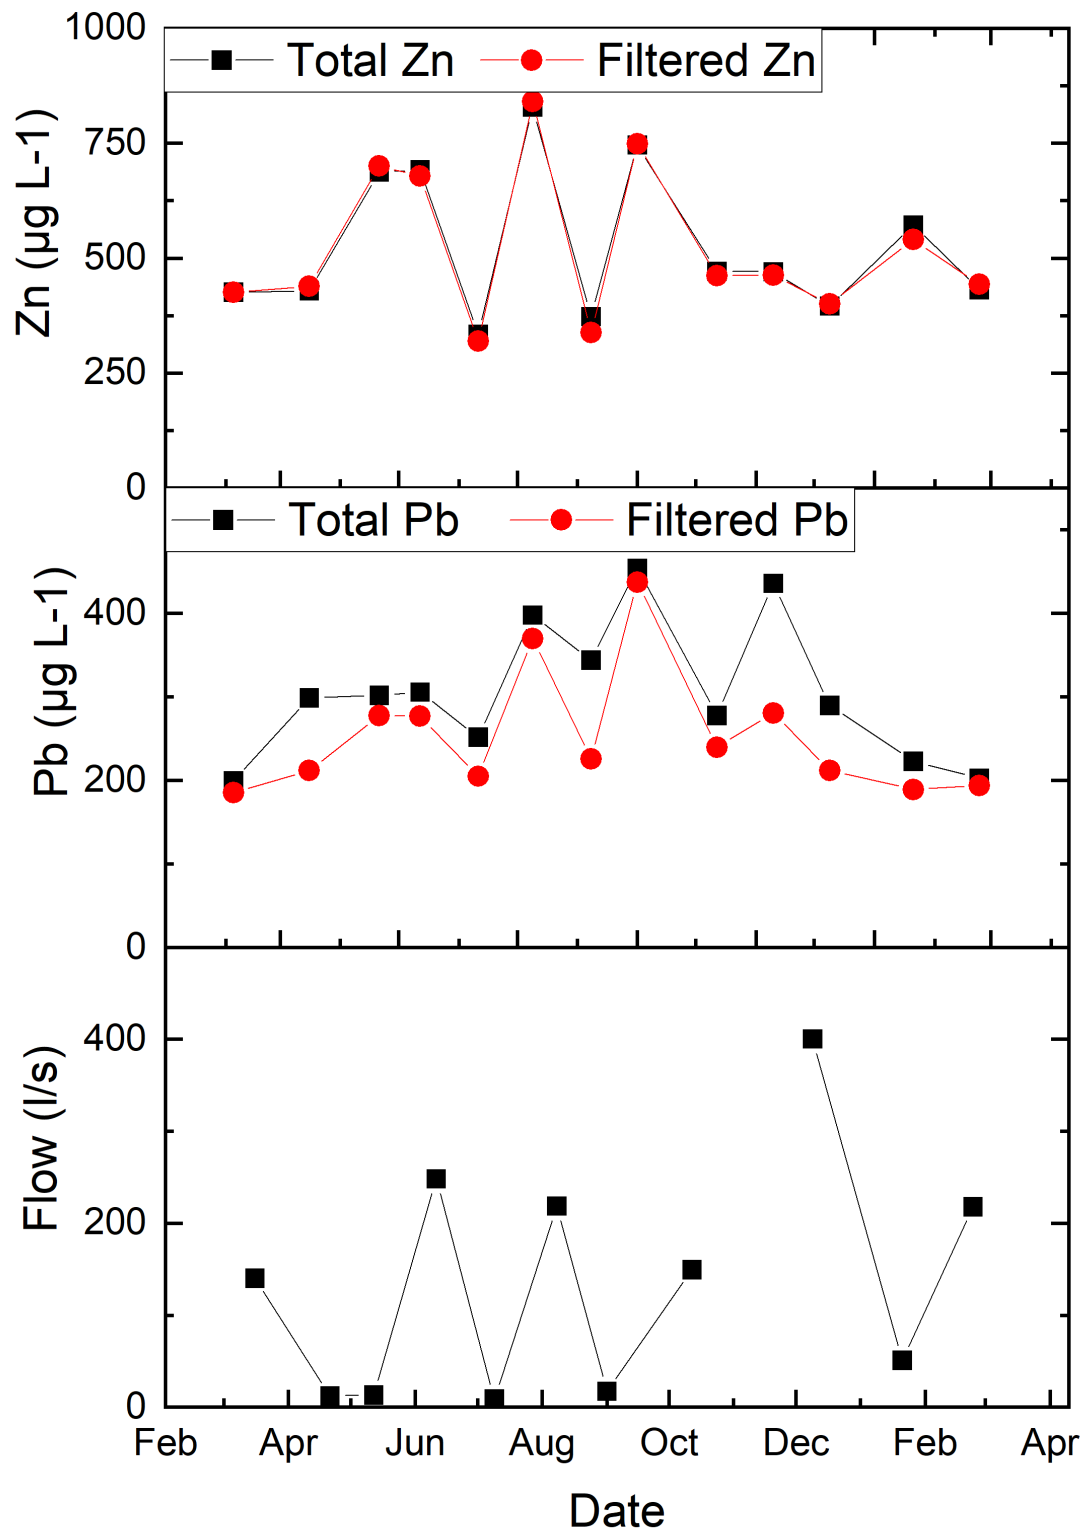 1000
Total Zn
Filtered Zn
750
500
250
0
Zn (µg L-1)
Total Pb
Filtered Pb
400
200
0
Pb (µg L-1)
400
200
0
Flow (l/s)
Feb Apr Jun Aug Oct Dec Feb Apr
Date